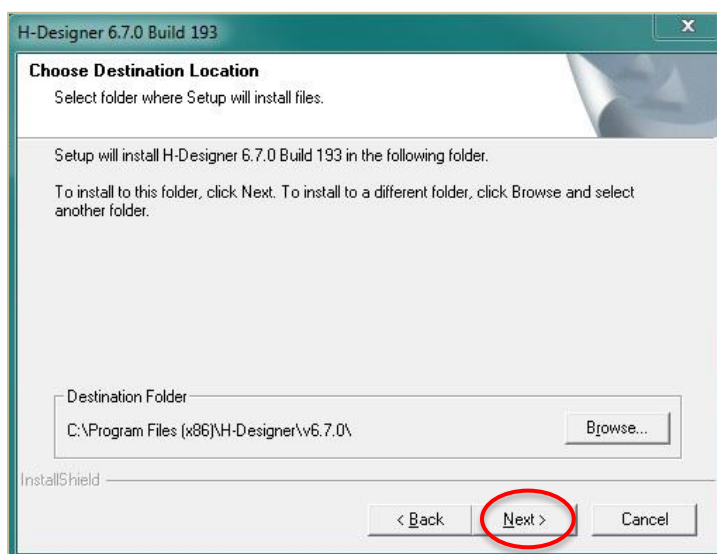 H-Designer 6.7.0 Build 193
X
Choose Destination Location
Select folder where Setup will install files.
Setup will install H-Designer 6.7.0 Build 193 in the following folder.
To install to this folder, click Next. To install to a different folder, click Browse and select
another folder.
Destination Folder
C:\Program Files (x86)\H-Designer\v6.7.0\
Browse...
InstallShield
< Back
Next >
Cancel